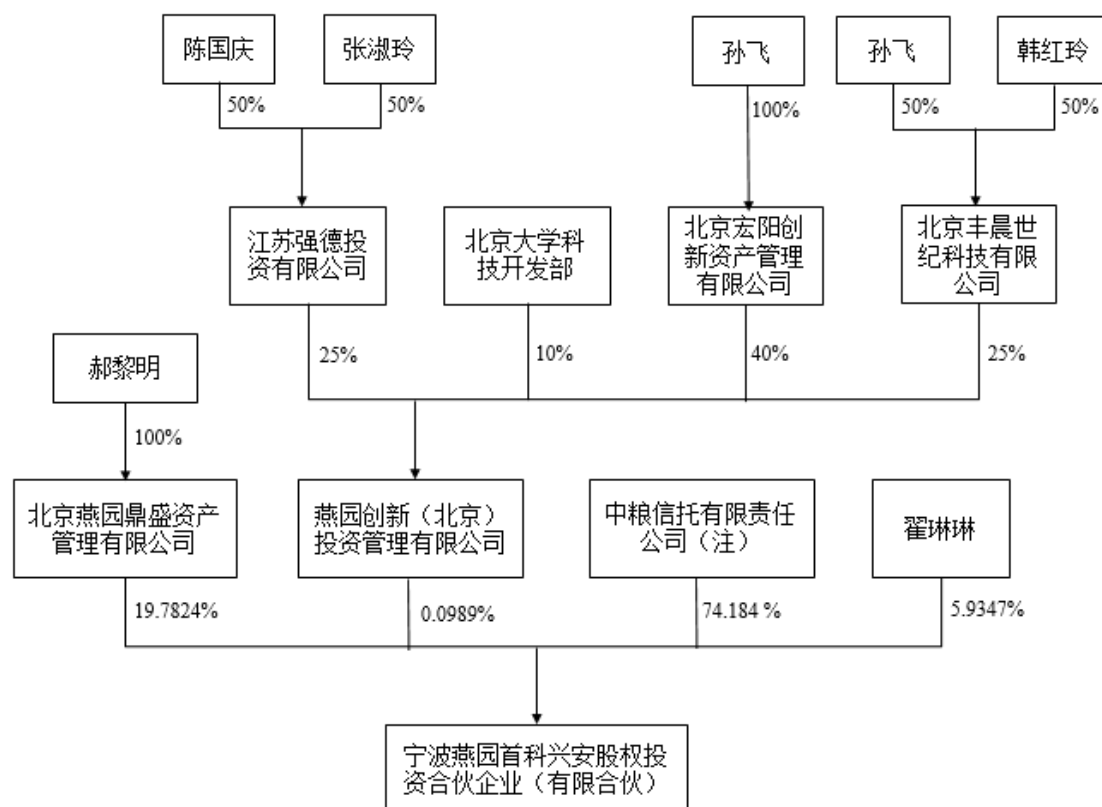 陈国庆
张淑玲
孙飞
孙飞
韩红玲
50%
50%
100%
50%
50%
江苏强德投
资有限公司
北京大学科
技开发部
北京宏阳创
新资产管理
有限公司
北京丰晨世
纪科技有限
公司
25%
10%
40%
25%
郝黎明
100%
北京燕园鼎盛资产
管理有限公司
燕园创新（北京）
投资管理有限公司
中粮信托有限责任
公司（注）
翟琳琳
19.7824%
0.0989%
74.184 %
5.9347%
宁波燕园首科兴安股权投
资合伙企业（有限合伙）